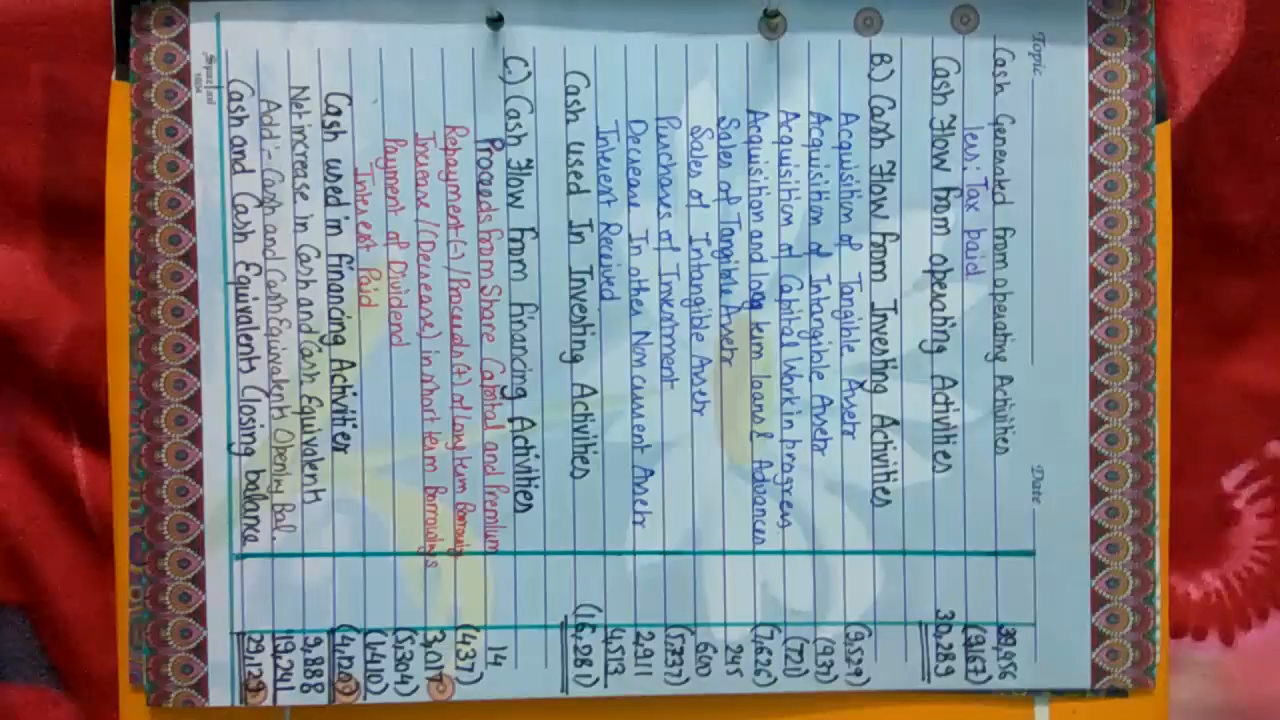 Topic Date
Cash Generated from operating Activities 39,456
less: Tax paid (9,167)
Cash Flow from operating Activities 30,289
B.) Cash Flow from Investing Activities
Acquisition of Tangible Assets (9,529)
Acquisition of Intangible Assets (937)
Acquisition of Capital Work in progress (721)
Acquisition and long term loans & Advances (7,626)
Sales of Tangible Assets 245
Sales of Intangible Assets 600
Purchases of Investment (5,737)
Decrease In others Non current Assets 2,911
Interest Received 4,513
Cash used In Investing Activities (16,281)
C.) Cash Flow from Financing Activities
Proceeds from Share Capital and Premium 14
Repayment(-)/Proceeds(+) of long term Borrowings (437)
Increase/(Decrease) in short term Borrowings 3,017
Payment of Dividend (5,304)
Interest Paid (1,410)
Cash used in Financing Activities (4,120)
Net increase in Cash and Cash Equivalents 9,888
Add:- Cash and Cash Equivalents Opening Bal. 19,241
Cash and Cash Equivalents Closing balance 29,129